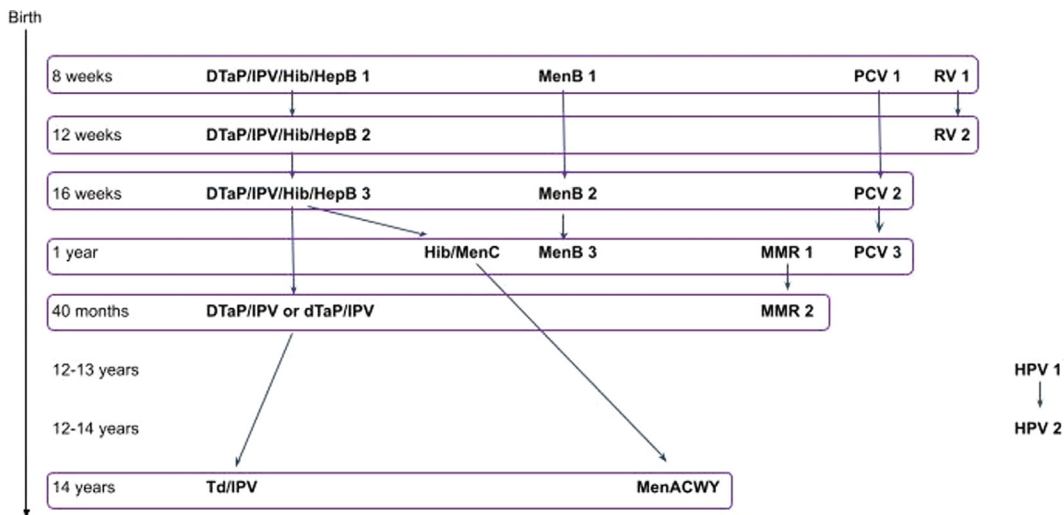 Birth
8 weeks DTaP/IPV/Hib/HepB 1 MenB 1 PCV 1 RV 1
12 weeks DTaP/IPV/Hib/HepB 2 RV 2
16 weeks DTaP/IPV/Hib/HepB 3 MenB 2 PCV 2
1 year Hib/MenC MenB 3 MMR 1 PCV 3
40 months DTaP/IPV or dTaP/IPV MMR 2
12-13 years HPV 1
12-14 years HPV 2
14 years Td/IPV MenACWY